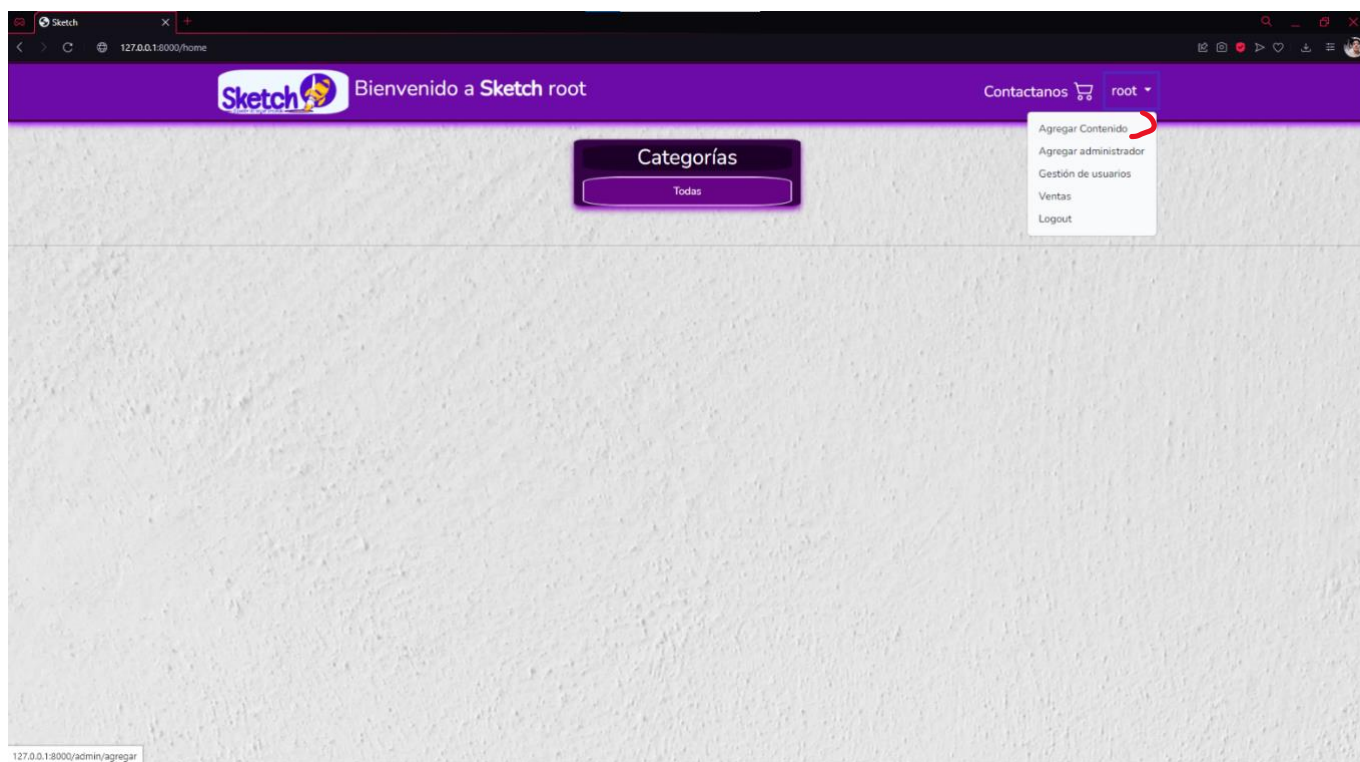 Sketch
127.0.0.1:8000/home
Sketch
Bienvenido a Sketch root
Contactanos
root
Agregar Contenido
Agregar administrador
Gestión de usuarios
Ventas
Logout
Categorías
Todas
127.0.0.1:8000/admin/agregar